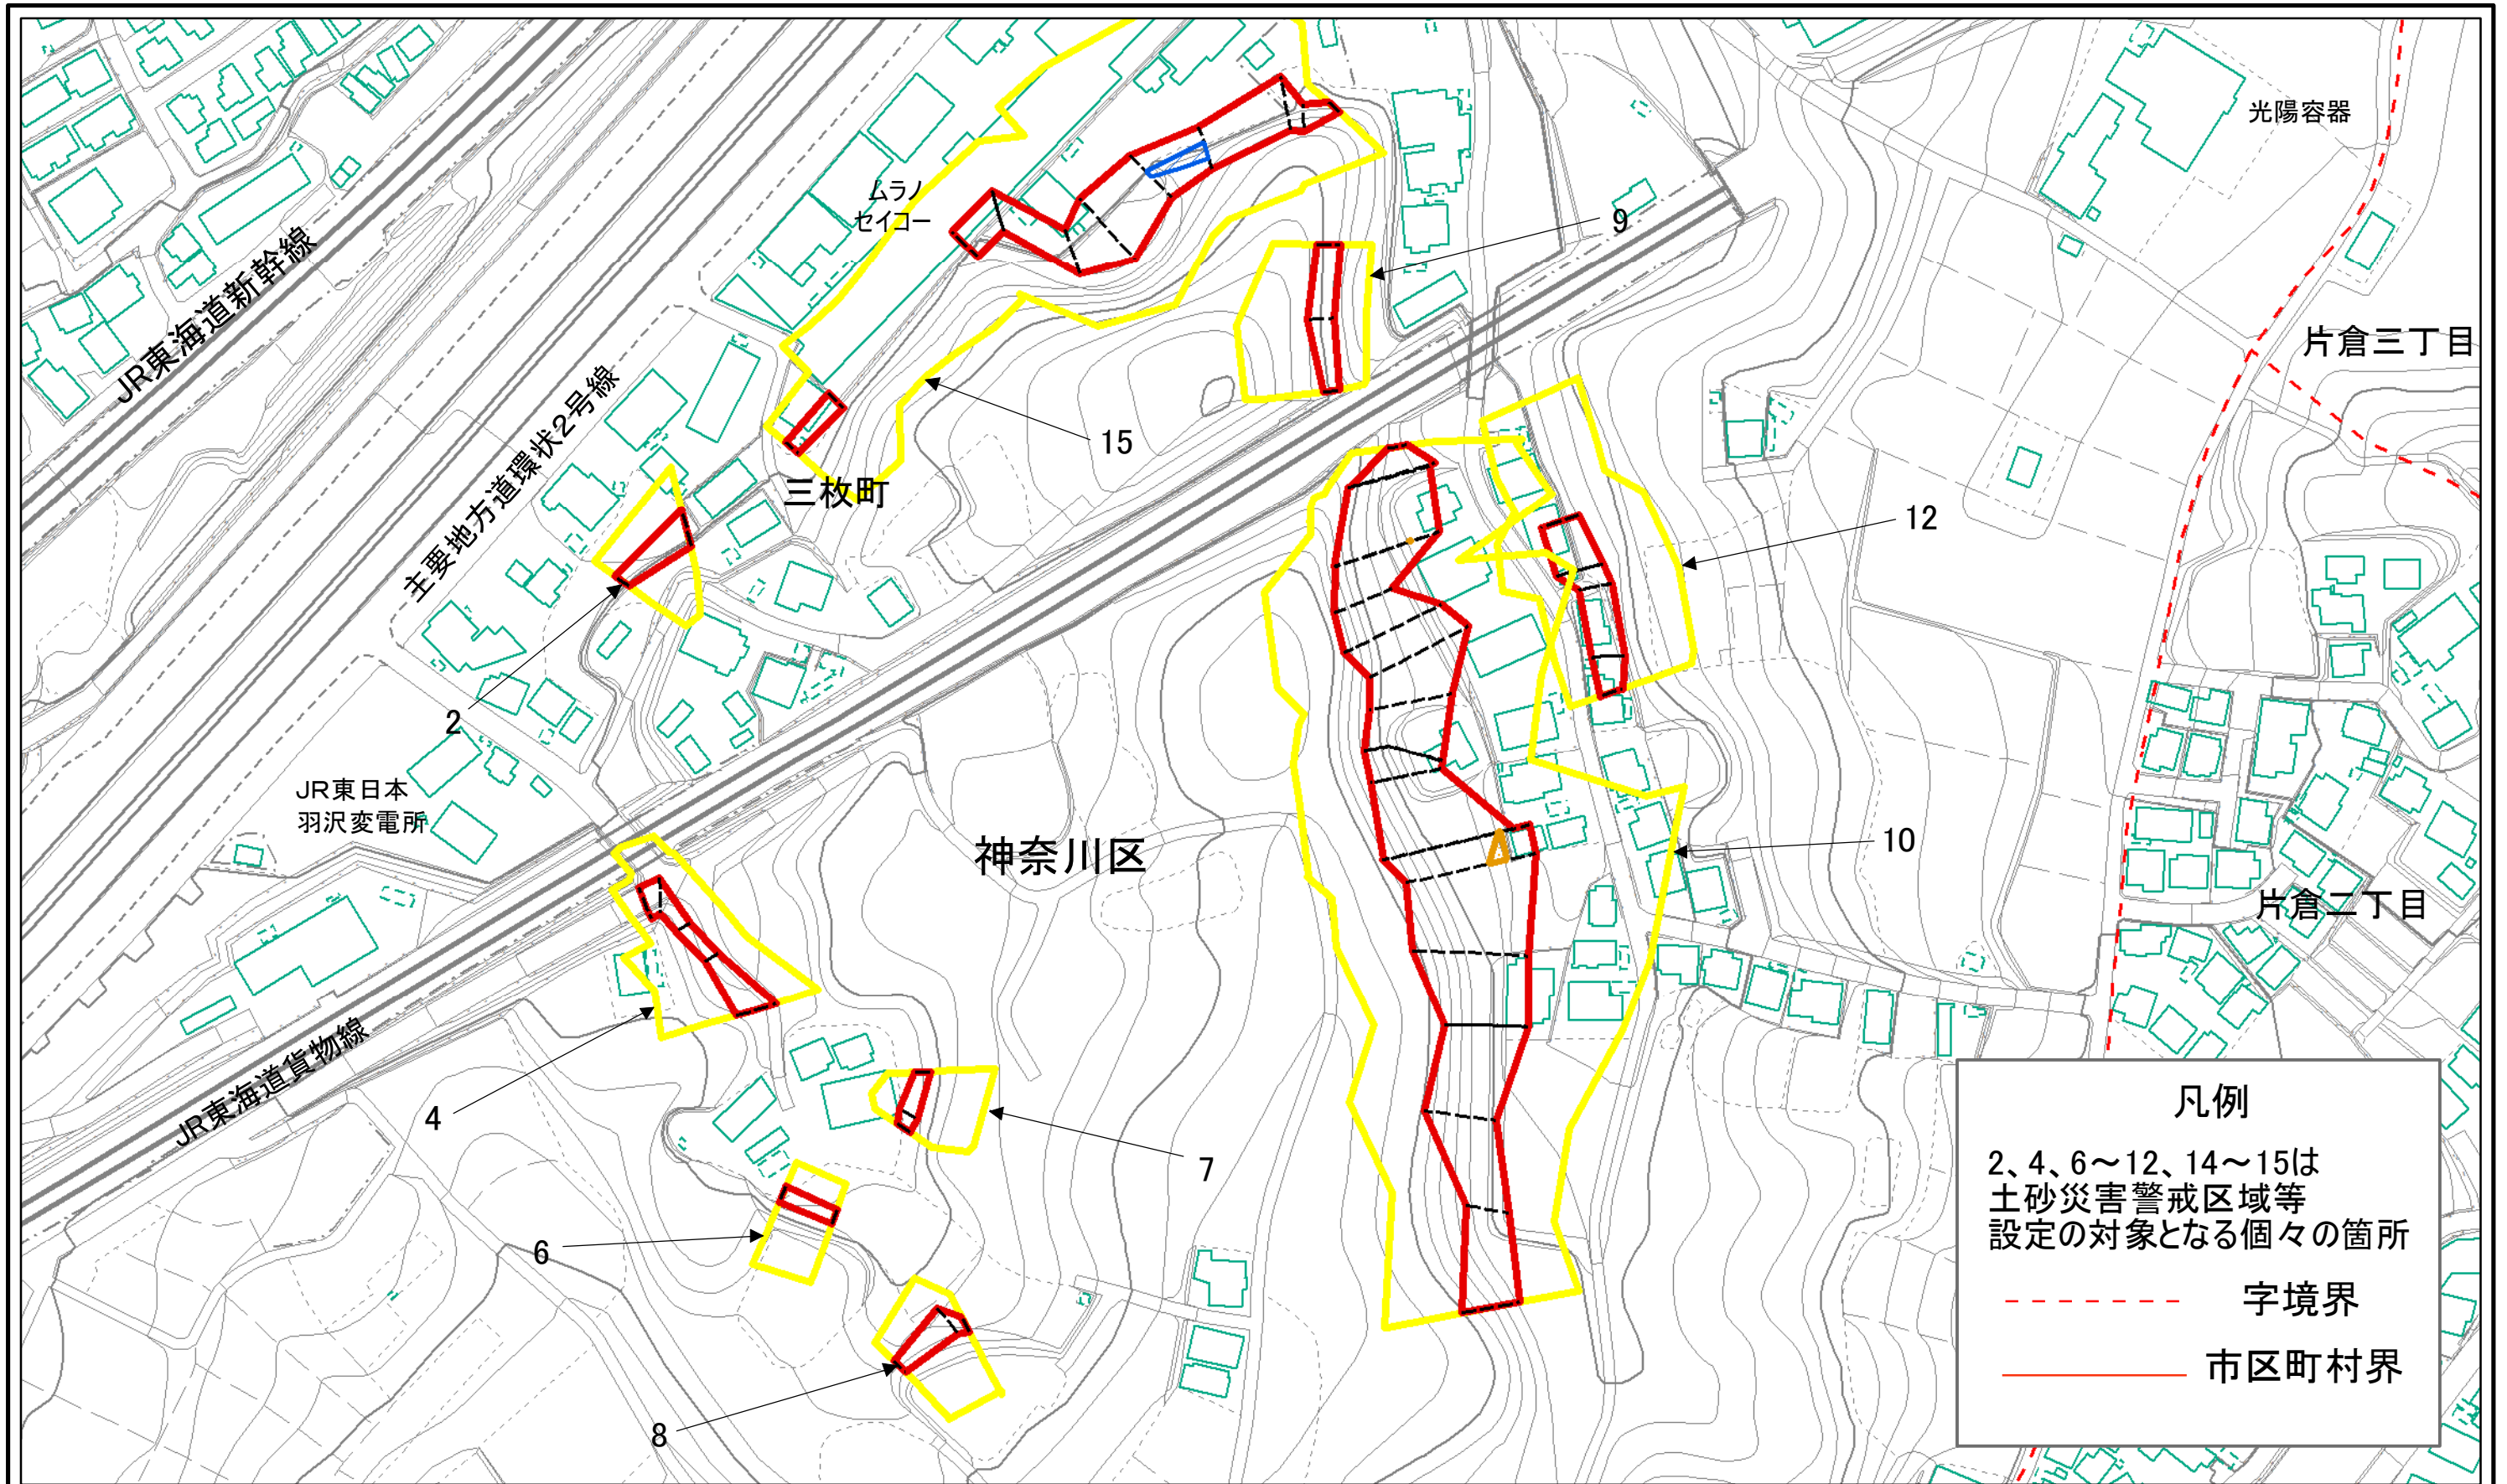 光陽容器
ムラノ
セイコー
9
JR東海道新幹線
片倉三丁目
主要地方道環状2号線
15
三枚町
12
2
JR東日本
羽沢変電所
神奈川区
10
片倉二丁目
JR東海道貨物線
4
7
6
8
凡例
2、4、6～12、14～15は
土砂災害警戒区域等
設定の対象となる個々の箇所
字境界
市区町村界